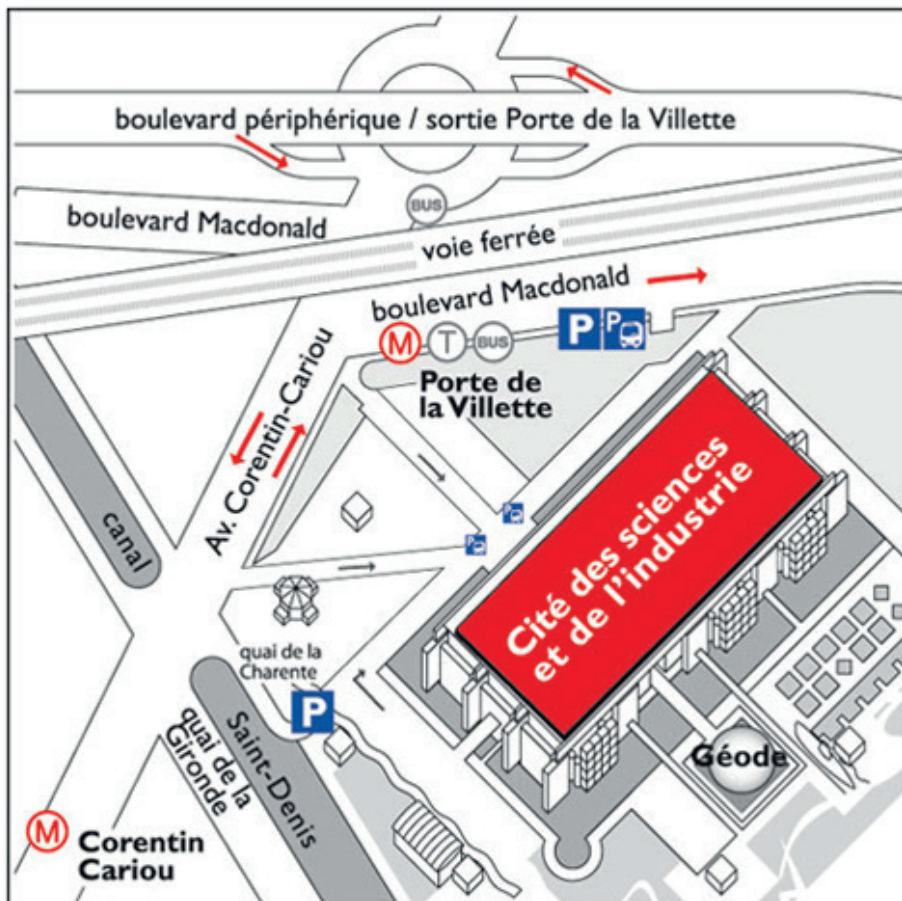 boulevard périphérique / sortie Porte de la Villette
BUS
boulevard Macdonald
voie ferrée
boulevard Macdonald
M
T
BUS
P
P
Porte de
la Villette
Av. Corentin-Cariou
canal
P
P
Cité des sciences
et de l'industrie
quai de la
Charente
P
Saint-Denis
quai de la
Gironde
Géode
M
Corentin
Cariou